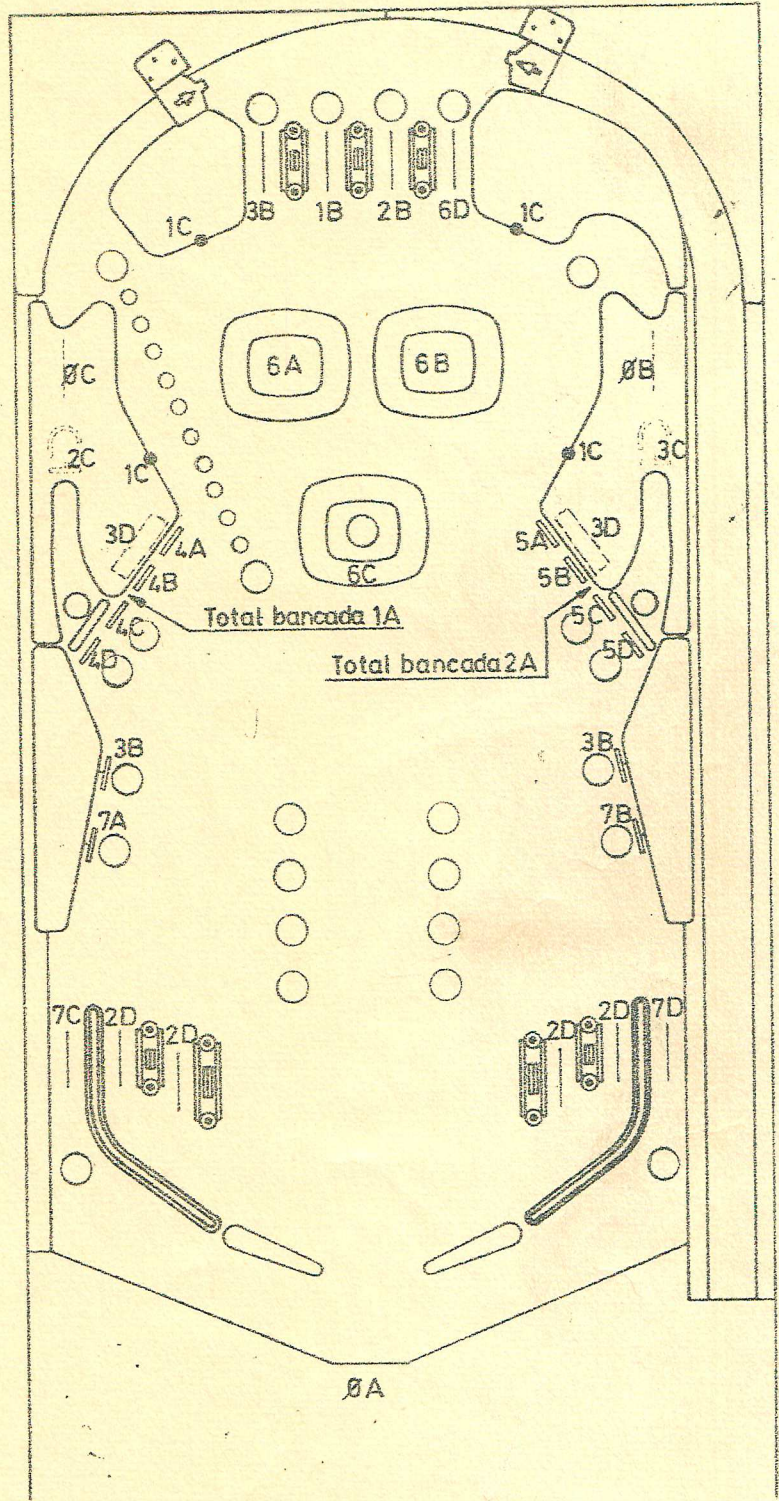 3B 1B 2B 6D
1C 1C
6A 6B
ØC ØB
2C 3C
1C 1C
3D 3D
4A 5A
4B 5B
6C
Total bancada 1A
4C 5C
4D 5D
Total bancada 2A
3B 3B
7A 7B
7C 2D 2D 2D 2D 7D
ØA